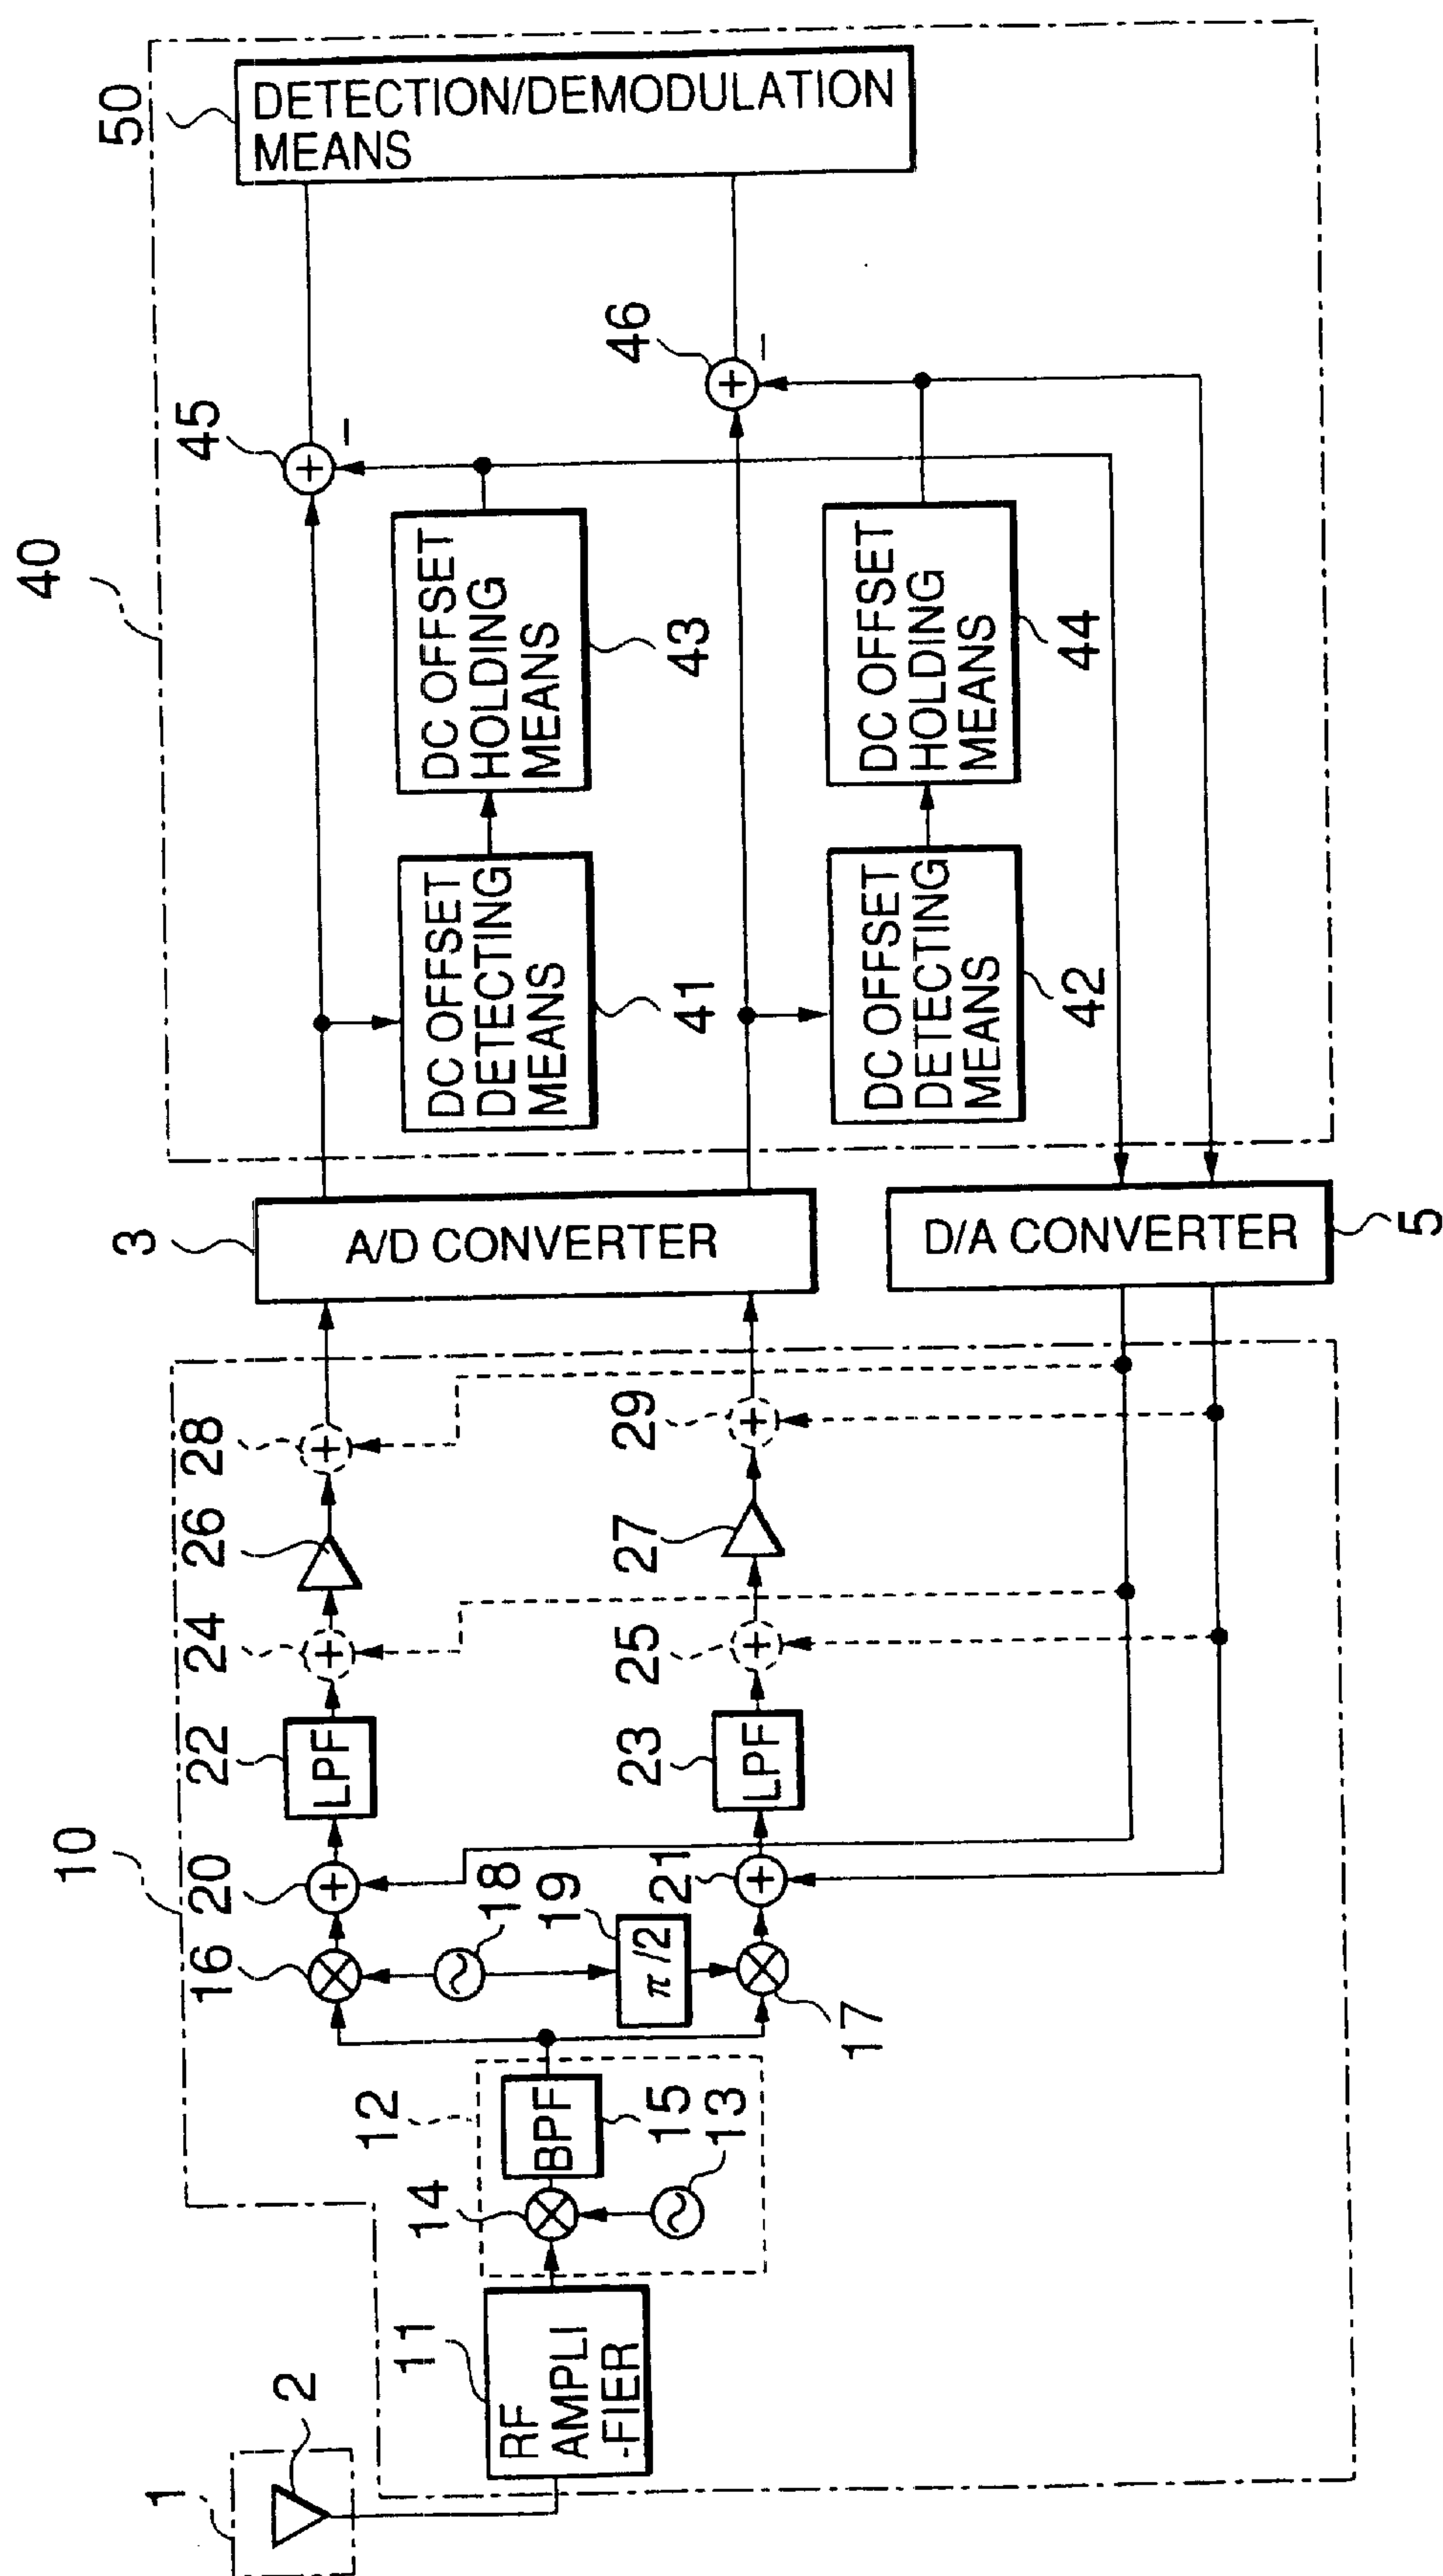 40
50
DETECTION/DEMODULATION
MEANS
45
46
DC OFFSET
HOLDING
MEANS
43
DC OFFSET
HOLDING
MEANS
44
DC OFFSET
DETECTING
MEANS
41
DC OFFSET
DETECTING
MEANS
42
3
A/D CONVERTER
D/A CONVERTER
5
10
28
29
26
27
24
25
22
LPF
23
LPF
20
21
16
18
19
π/2
17
12
BPF
15
14
13
11
RF
AMPLI
-FIER
1
2
+
+
+
+
+
+
+
+
−
−